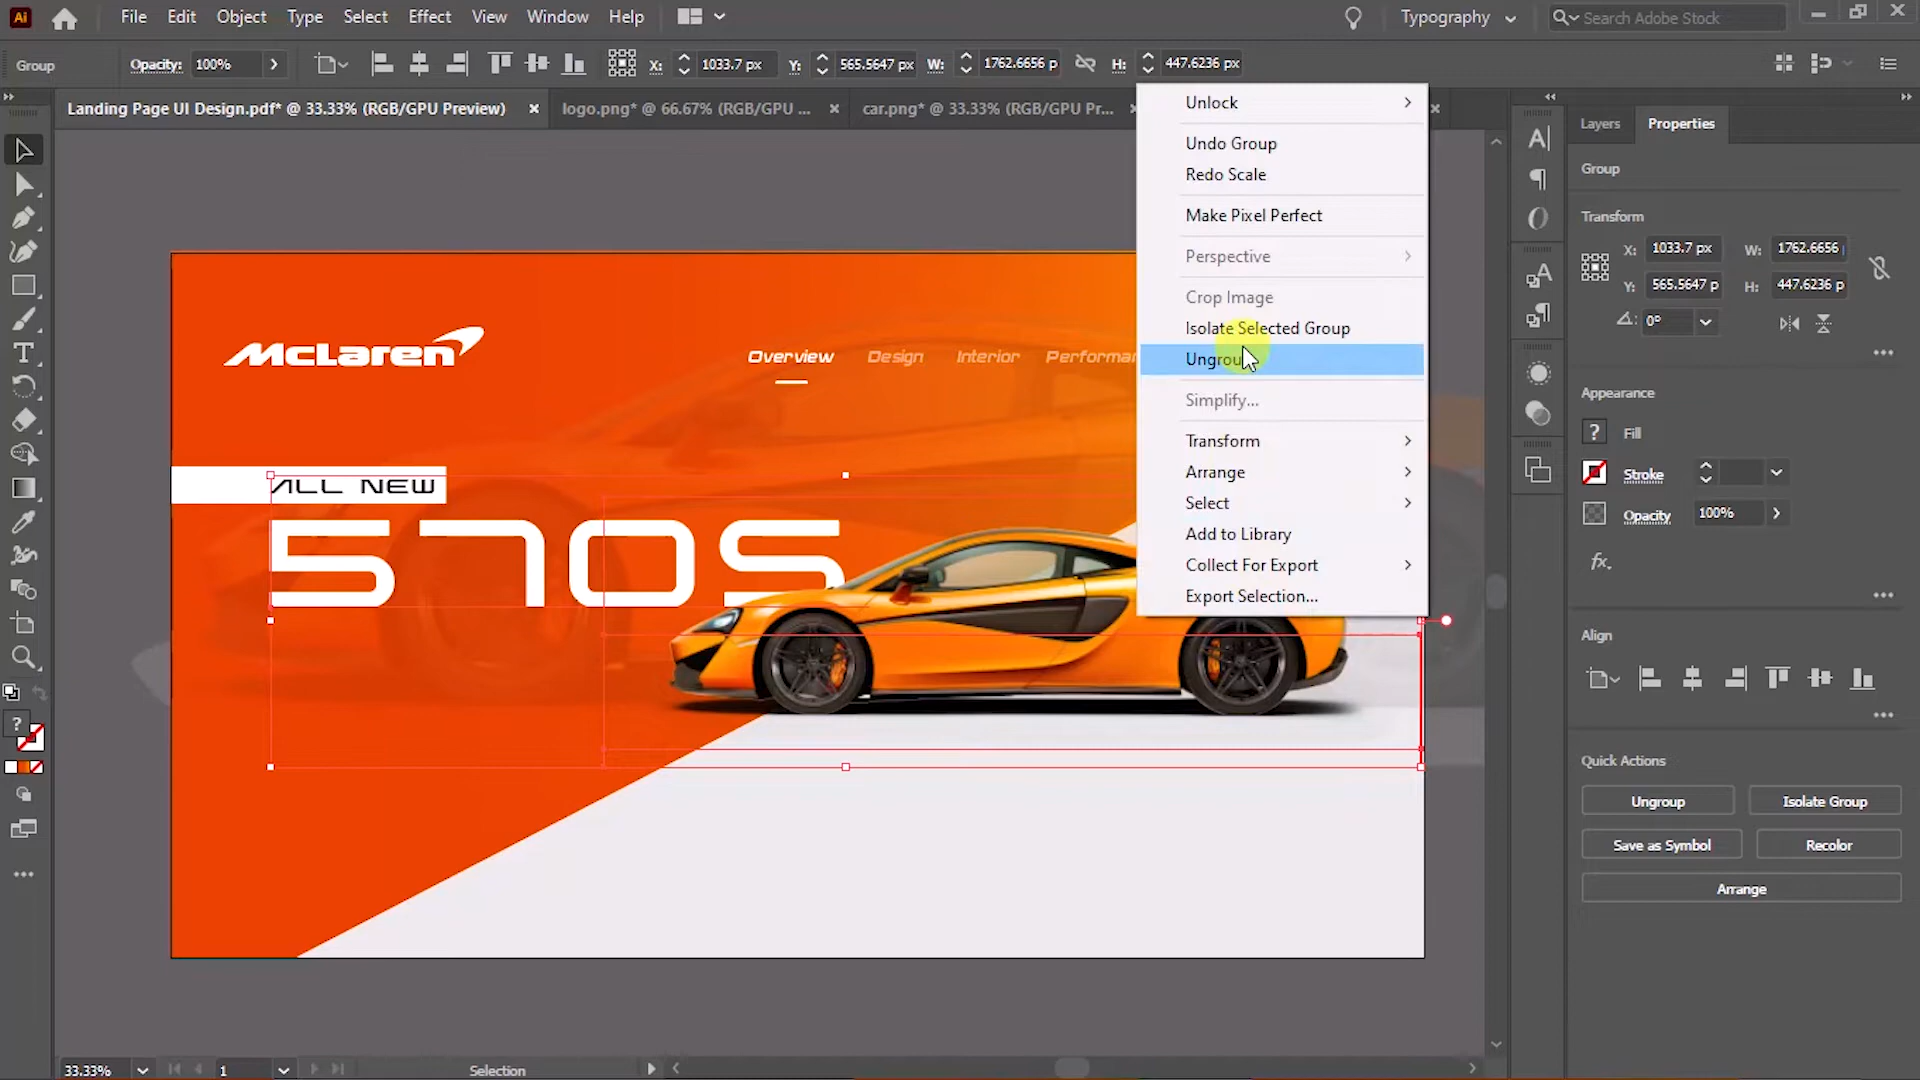 Ai File Edit Object Type Select Effect View Window Help Typography Search Adobe Stock
Group Opacity: 100% X: 1033.7 px Y: 565.5647 px W: 1762.6656 p H: 447.6236 px
Landing Page UI Design.pdf* @ 33.33% (RGB/GPU Preview) × logo.png* @ 66.67% (RGB/GPU ... × car.png* @ 33.33% (RGB/GPU Pr... ×
Unlock
Undo Group
Redo Scale
Make Pixel Perfect
Perspective
Crop Image
Isolate Selected Group
Ungroup
Simplify...
Transform
Arrange
Select
Add to Library
Collect For Export
Export Selection...
McLaren
Overview Design Interior
ALL NEW
570S
Layers Properties
Group
Transform
X: 1033.7 px W: 1762.6656
Y: 565.5647 p H: 447.6236 p
0°
Appearance
? Fill
Stroke
Opacity 100%
fx.
Align
Quick Actions
Ungroup Isolate Group
Save as Symbol Recolor
Arrange
33.33% 1 Selection